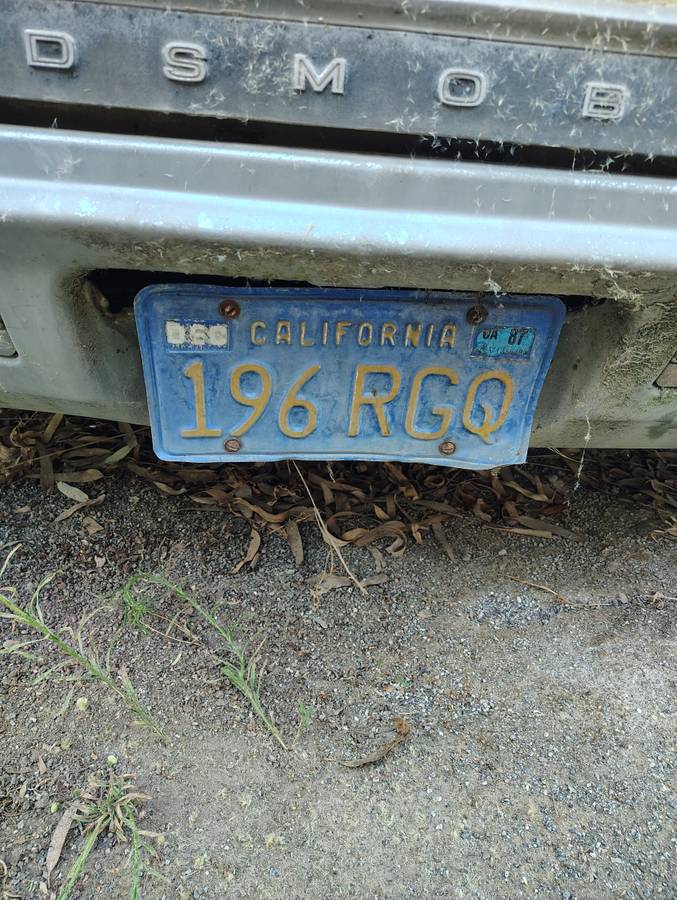 DSMOB
CALIFORNIA
CA 87
196 RGQ